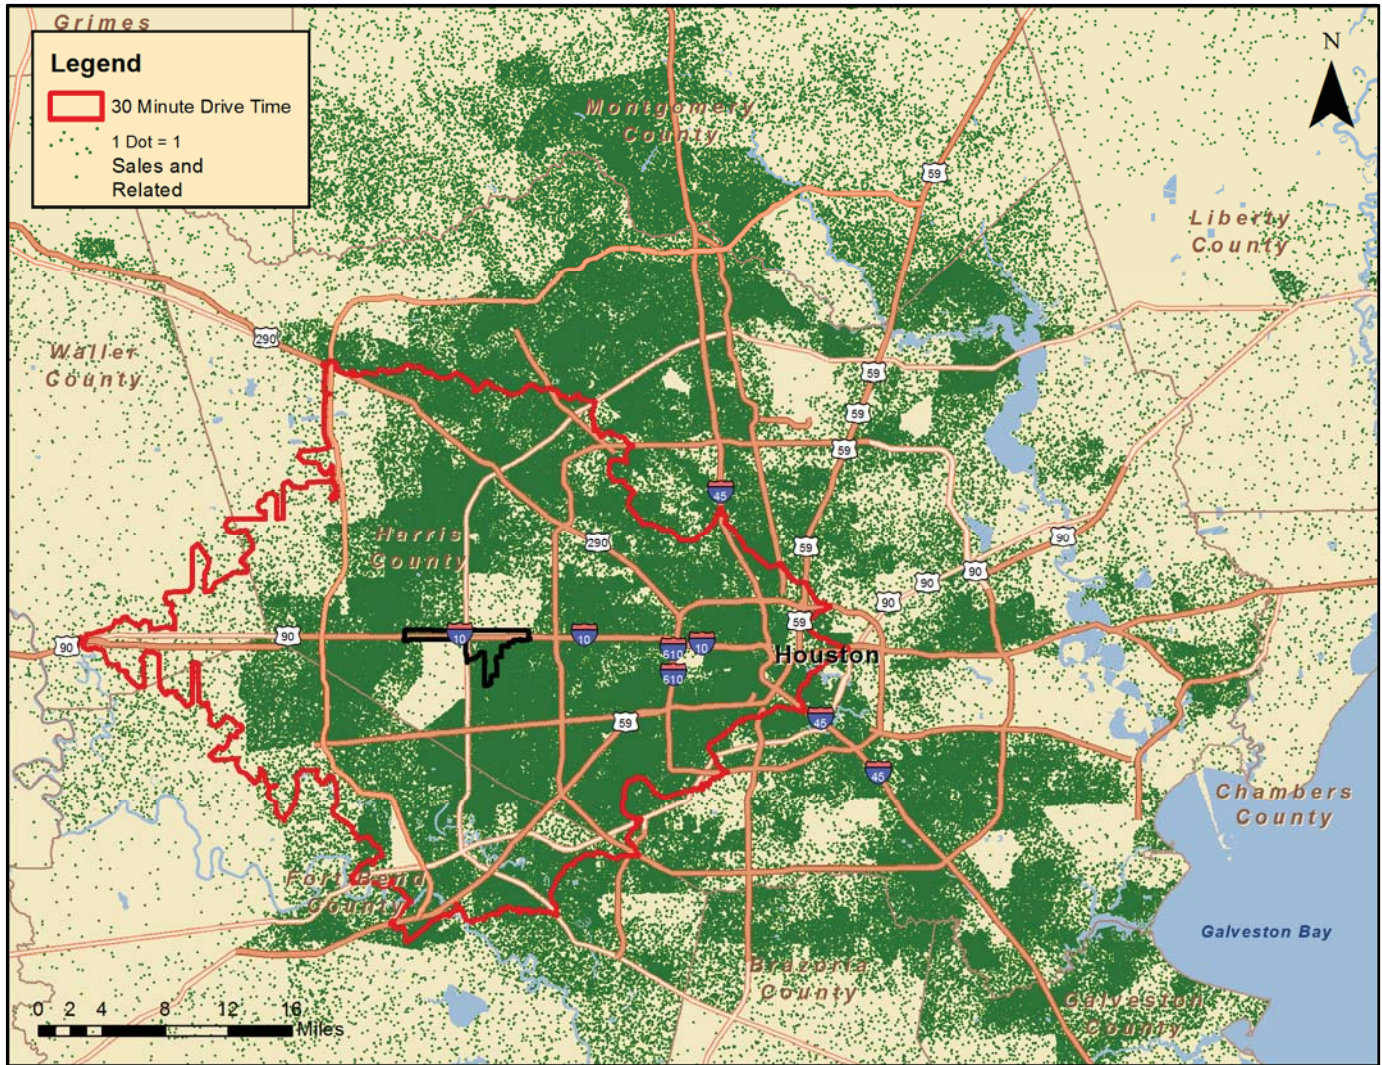 Grimes
Legend
30 Minute Drive Time
1 Dot = 1
Sales and
Related
N
Montgomery
County
59
Liberty
County
290
Waller
County
59
59
59
45
Harris
County
290
59
90
90
90
90
90
90
10
10
59
610
10
Houston
610
59
45
45
Chambers
County
Fort Bend
County
Galveston Bay
Brazoria
County
Galveston
County
0 2 4 8 12 16
Miles